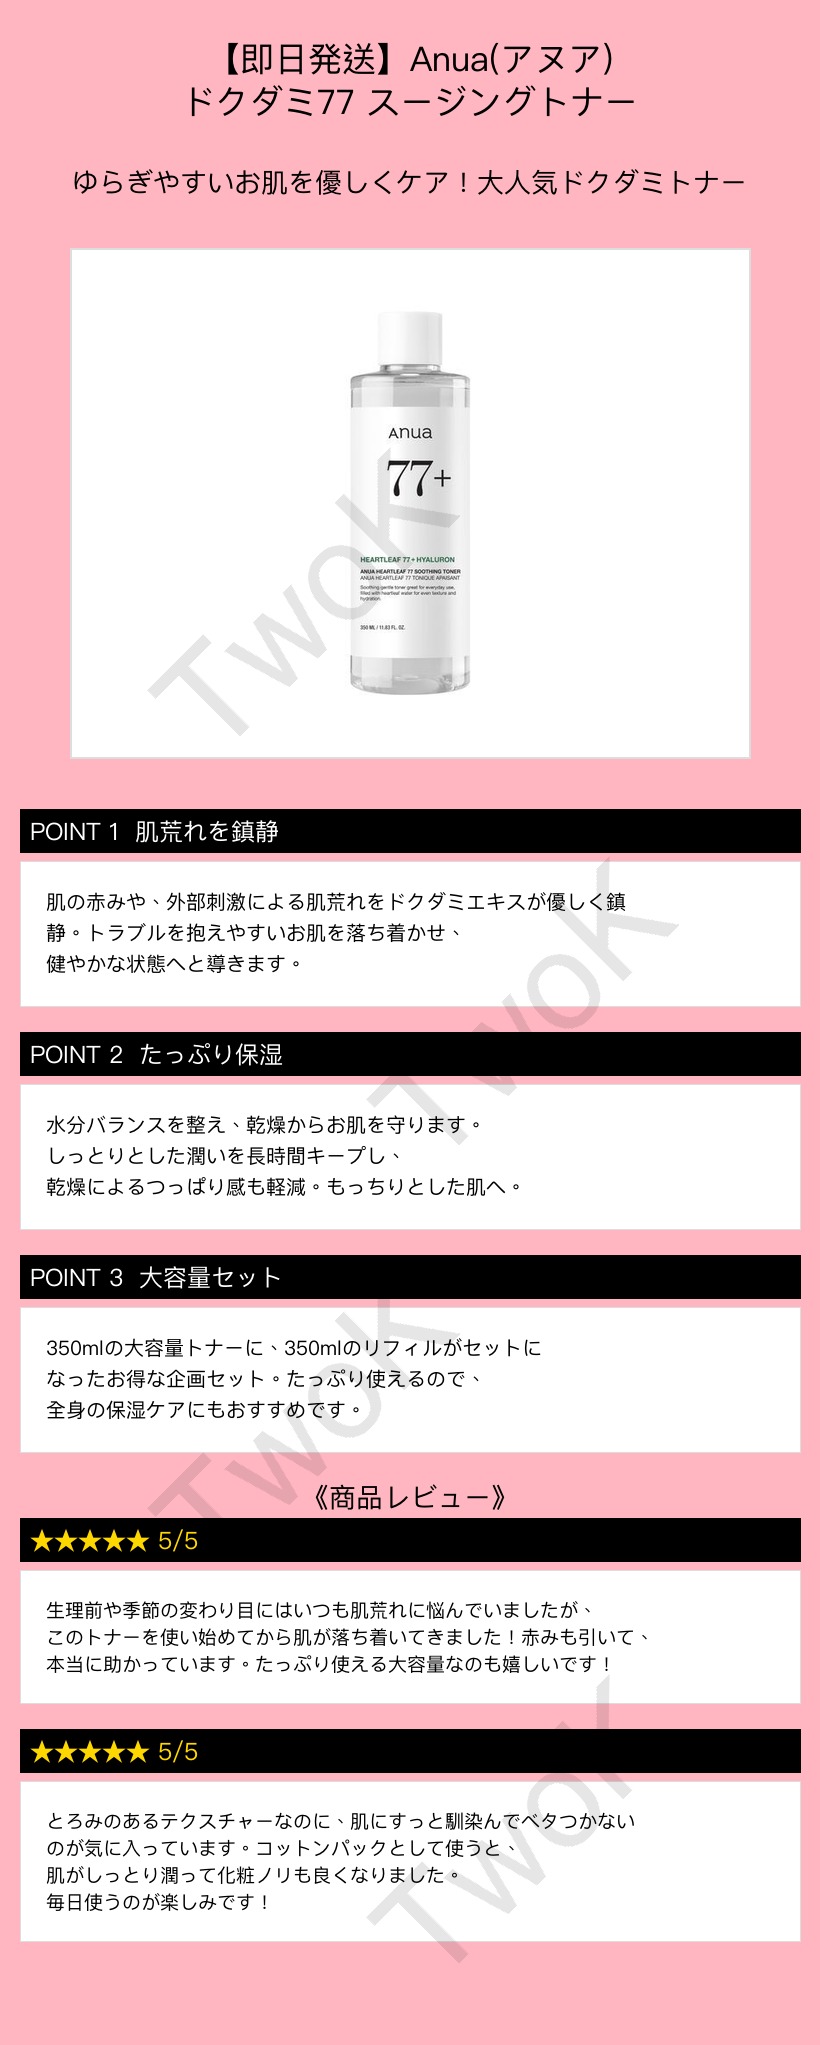 【即日発送】Anua(アヌア)
ドクダミ77 スージングトナー
ゆらぎやすいお肌を優しくケア！大人気ドクダミトナー
Anua
77+
HEARTLEAF 77+ HYALURON
ANUA HEARTLEAF 77 SOOTHING TONER
ANUA HEARTLEAF 77 TONIQUE APAISANT
Soothing gentle toner great for everyday use,
filled with heartleaf water for even texture and
hydration.
350 ML / 11.83 FL. OZ.
TwoK
POINT 1 肌荒れを鎮静
肌の赤みや、外部刺激による肌荒れをドクダミエキスが優しく鎮
静。トラブルを抱えやすいお肌を落ち着かせ、
健やかな状態へと導きます。
TwoK
POINT 2 たっぷり保湿
水分バランスを整え、乾燥からお肌を守ります。
しっとりとした潤いを長時間キープし、
乾燥によるつっぱり感も軽減。もっちりとした肌へ。
POINT 3 大容量セット
350mlの大容量トナーに、350mlのリフィルがセットに
なったお得な企画セット。たっぷり使えるので、
全身の保湿ケアにもおすすめです。
TwoK
《商品レビュー》
★★★★★ 5/5
生理前や季節の変わり目にはいつも肌荒れに悩んでいましたが、
このトナーを使い始めてから肌が落ち着いてきました！赤みも引いて、
本当に助かっています。たっぷり使える大容量なのも嬉しいです！
★★★★★ 5/5
とろみのあるテクスチャーなのに、肌にすっと馴染んでベタつかない
のが気に入っています。コットンパックとして使うと、
肌がしっとり潤って化粧ノリも良くなりました。
毎日使うのが楽しみです！
TwoK